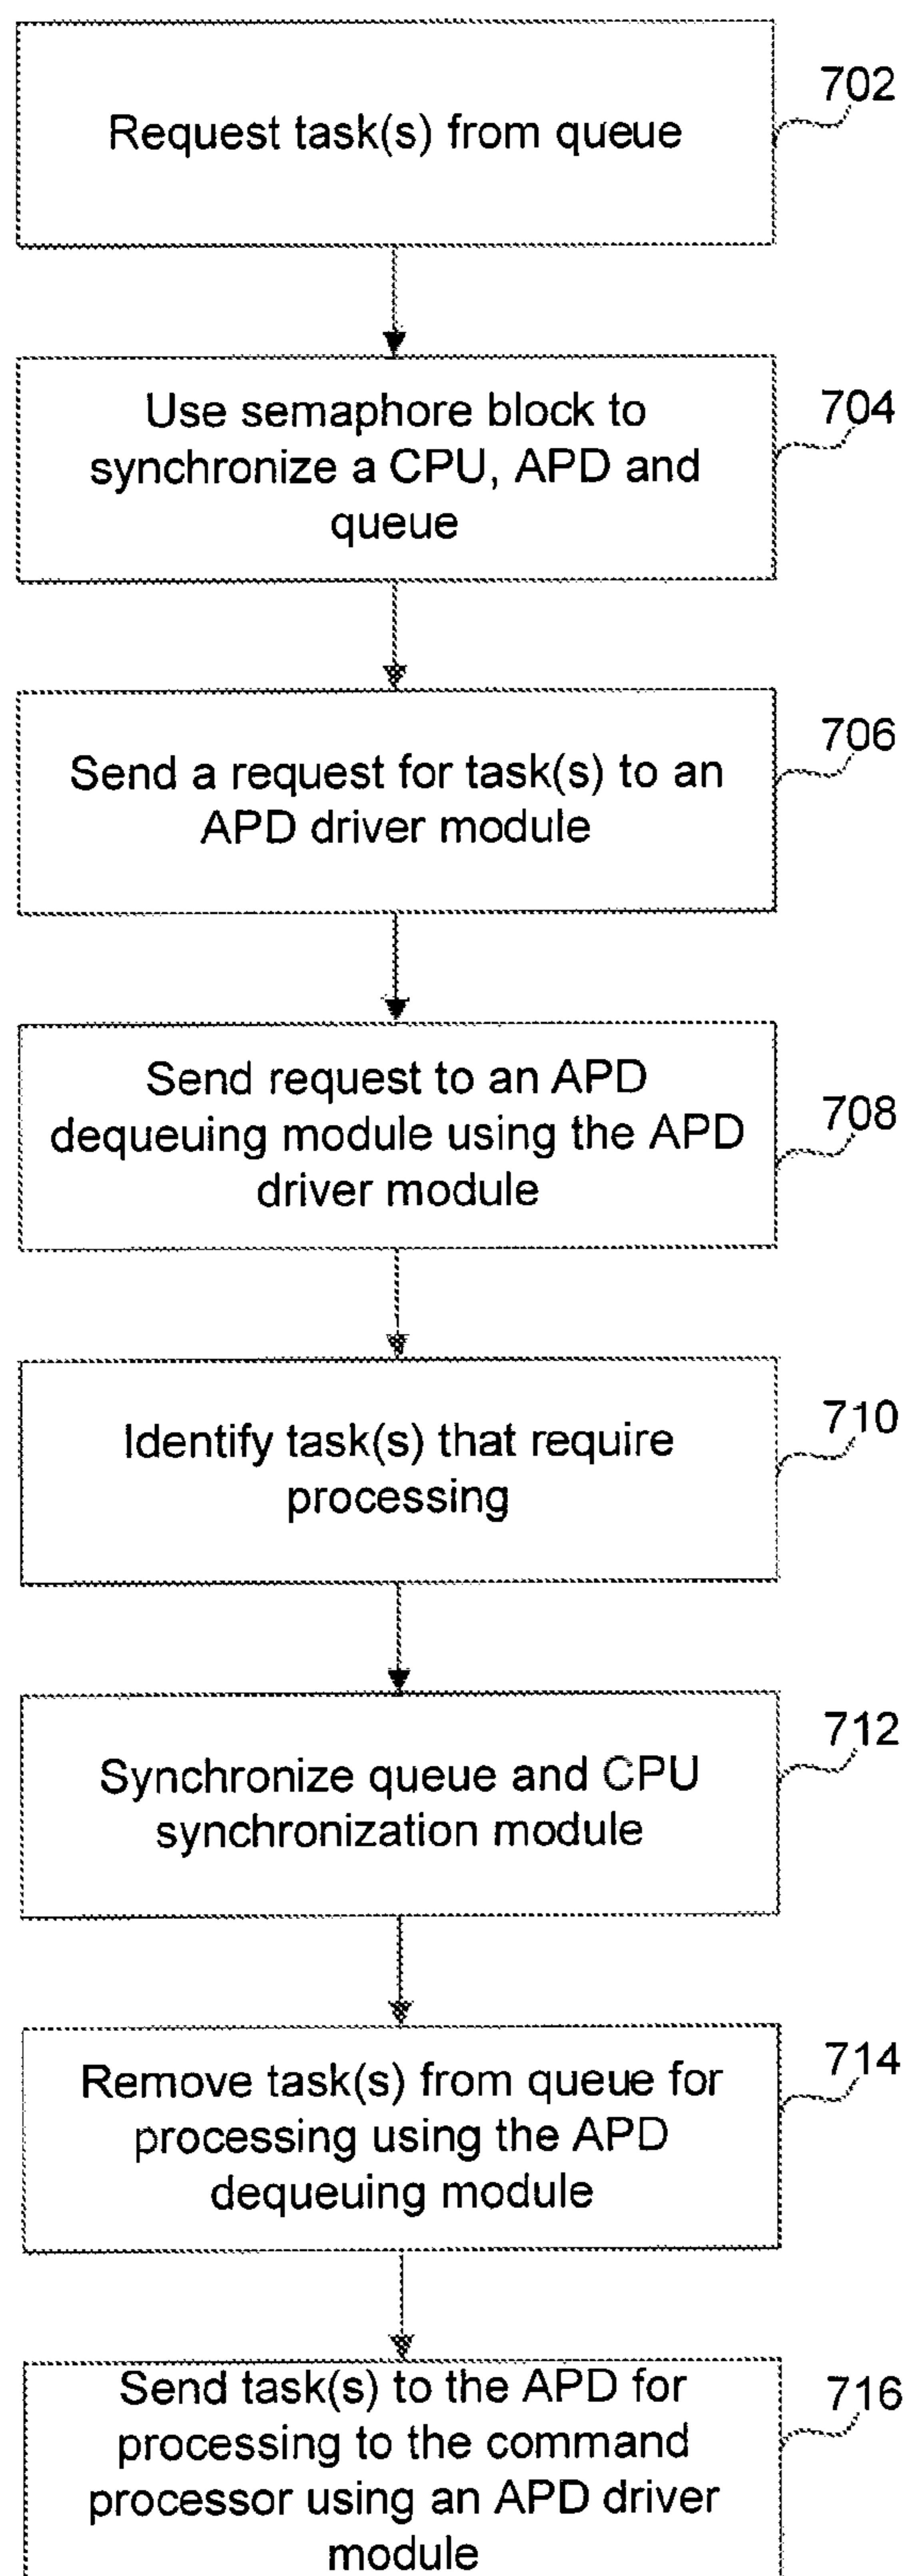 Request task(s) from queue
702
Use semaphore block to
synchronize a CPU, APD and
queue
704
Send a request for task(s) to an
APD driver module
706
Send request to an APD
dequeuing module using the APD
driver module
708
Identify task(s) that require
processing
710
Synchronize queue and CPU
synchronization module
712
Remove task(s) from queue for
processing using the APD
dequeuing module
714
Send task(s) to the APD for
processing to the command
processor using an APD driver
module
716